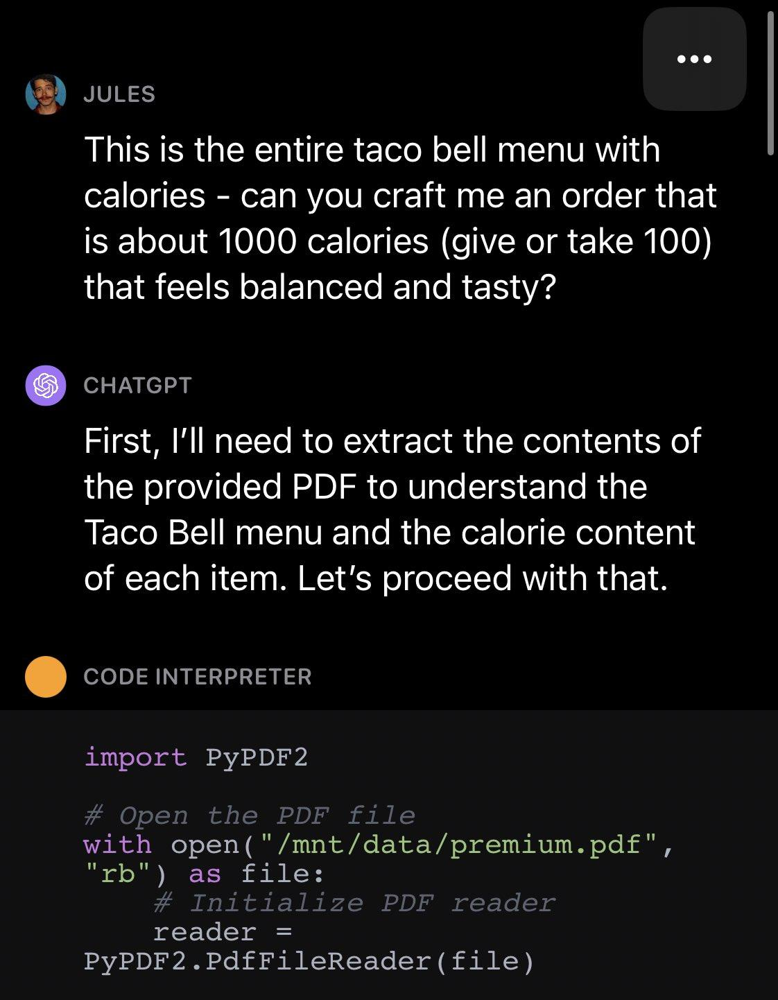 JULES
This is the entire taco bell menu with
calories - can you craft me an order that
is about 1000 calories (give or take 100)
that feels balanced and tasty?
CHATGPT
First, I’ll need to extract the contents of
the provided PDF to understand the
Taco Bell menu and the calorie content
of each item. Let’s proceed with that.
CODE INTERPRETER
import PyPDF2
# Open the PDF file
with open("/mnt/data/premium.pdf",
"rb") as file:
    # Initialize PDF reader
    reader =
PyPDF2.PdfFileReader(file)